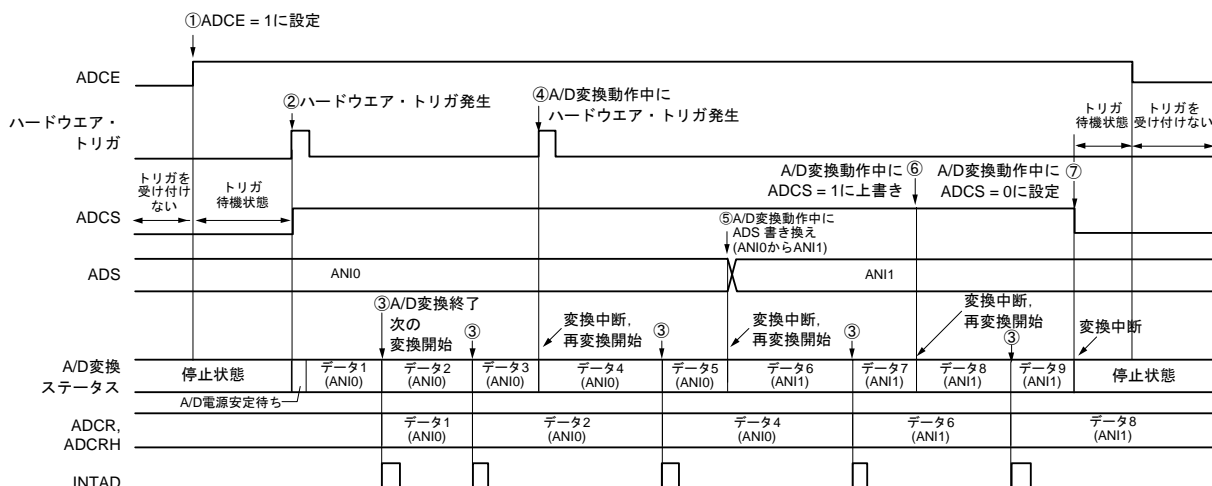 ①ADCE = 1に設定
ADCE
②ハードウエア・トリガ発生
④A/D変換動作中に
ハードウエア・トリガ発生
ハードウエア・
トリガ
トリガ
待機状態
トリガを
受け付けない
トリガを
受け付け
ない
トリガ
待機状態
A/D変換動作中に ⑥
ADCS = 1に上書き
A/D変換動作中に ⑦
ADCS = 0に設定
ADCS
⑤A/D変換動作中に
ADS 書き換え
(ANI0からANI1)
ADS
ANI0
ANI1
③A/D変換終了
次の
変換開始
③
変換中断,
再変換開始
③
変換中断,
再変換開始
③
変換中断,
再変換開始
③
変換中断
A/D変換
ステータス
停止状態
A/D電源安定待ち
データ1
(ANI0)
データ2
(ANI0)
データ3
(ANI0)
データ4
(ANI0)
データ5
(ANI0)
データ6
(ANI1)
データ7
(ANI1)
データ8
(ANI1)
データ9
(ANI1)
停止状態
ADCR,
ADCRH
データ1
(ANI0)
データ2
(ANI0)
データ4
(ANI0)
データ6
(ANI1)
データ8
(ANI1)
INTAD